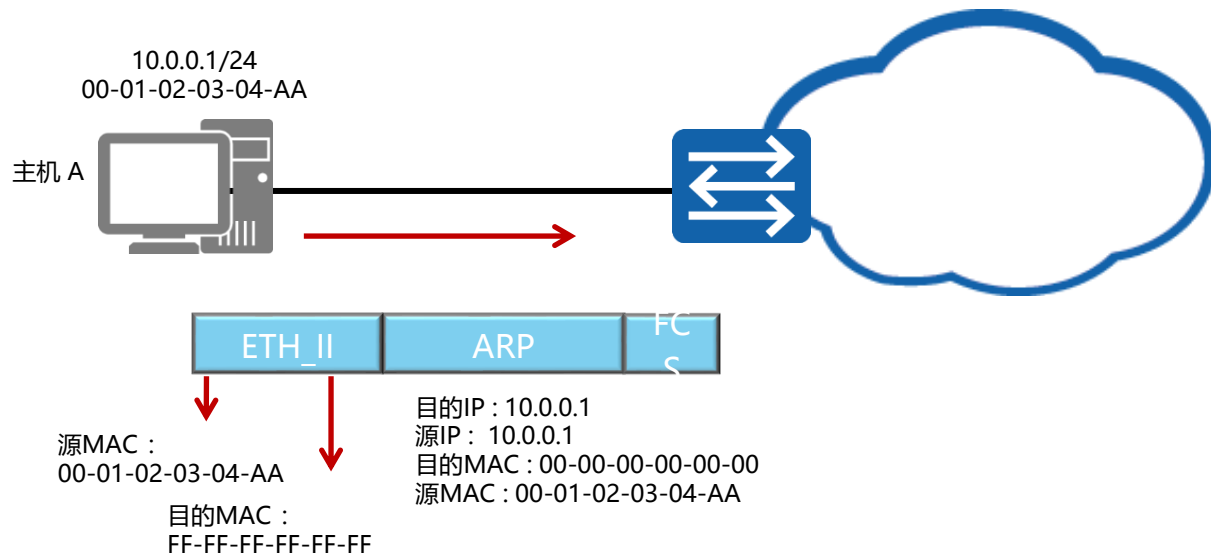 10.0.0.1/24
00-01-02-03-04-AA
主机 A
ETH_II
ARP
FC
S
目的IP : 10.0.0.1
源IP : 10.0.0.1
目的MAC : 00-00-00-00-00-00
源MAC : 00-01-02-03-04-AA
源MAC :
00-01-02-03-04-AA
目的MAC :
FF-FF-FF-FF-FF-FF